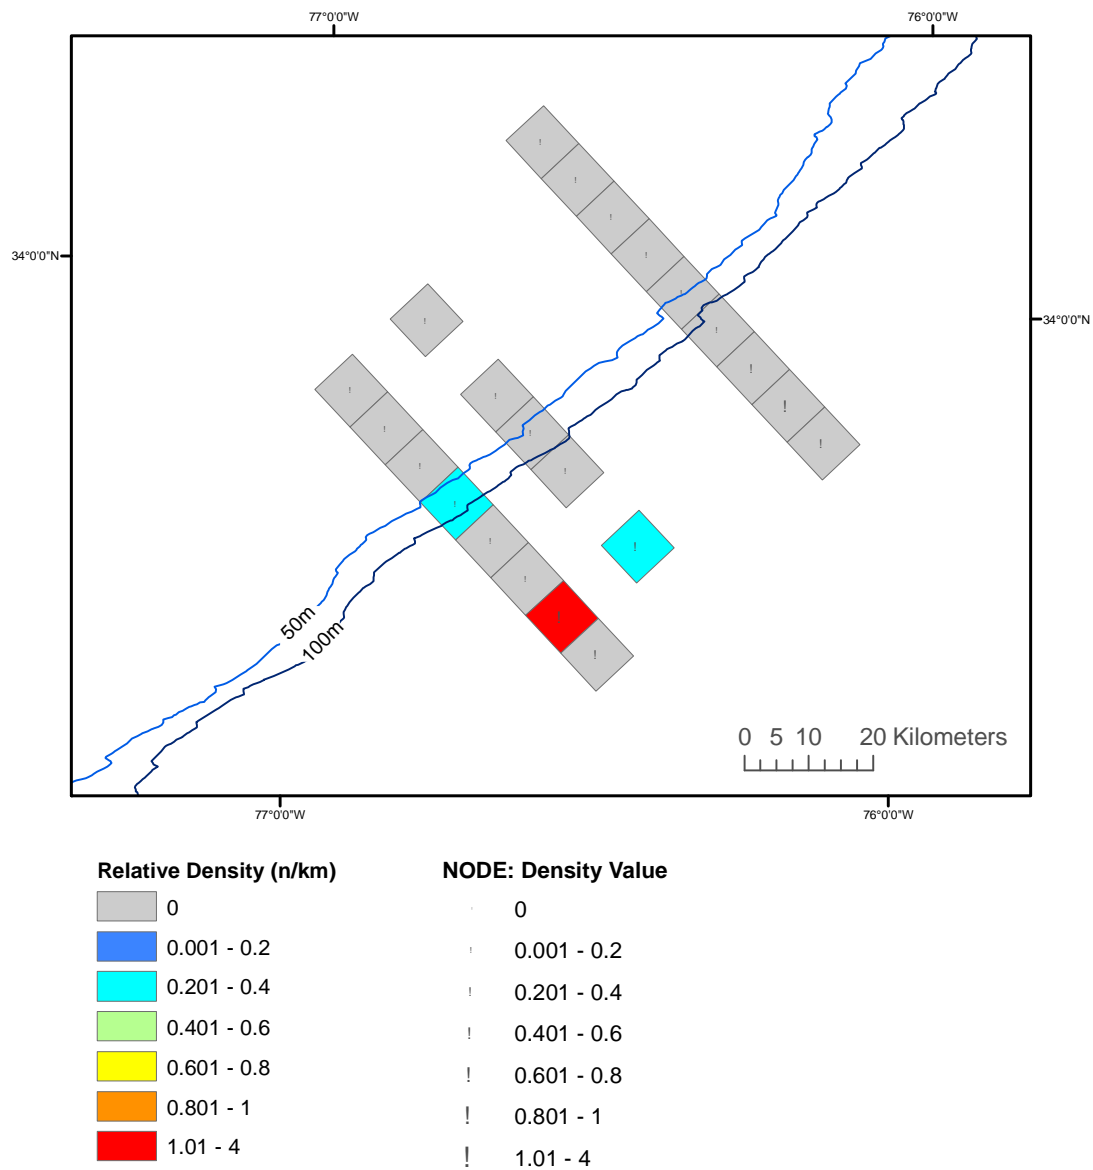 77°0'0"W 76°0'0"W
34°0'0"N
34°0'0"N
50m
100m
0 5 10 20 Kilometers
77°0'0"W 76°0'0"W
Relative Density (n/km)
0
0.001 - 0.2
0.201 - 0.4
0.401 - 0.6
0.601 - 0.8
0.801 - 1
1.01 - 4
NODE: Density Value
! 0
! 0.001 - 0.2
! 0.201 - 0.4
! 0.401 - 0.6
! 0.601 - 0.8
! 0.801 - 1
! 1.01 - 4